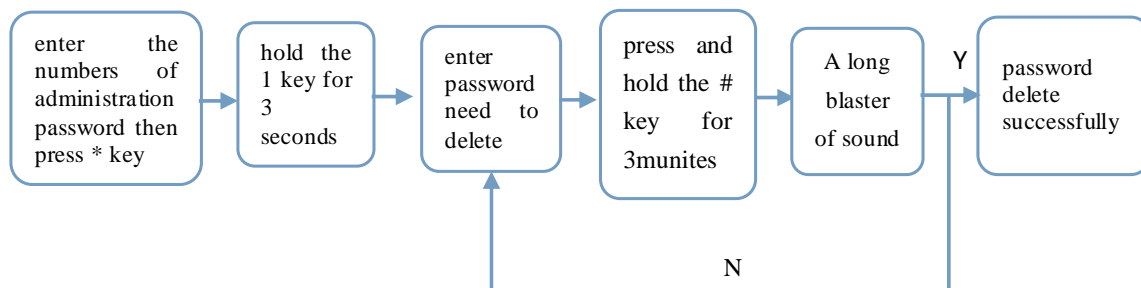 enter the
numbers of
administration
password then
press * key
hold the
1 key for
3
seconds
enter
password
need to
delete
press and
hold the #
key for
3munites
A long
blaster
of sound
Y
password
delete
successfully
N